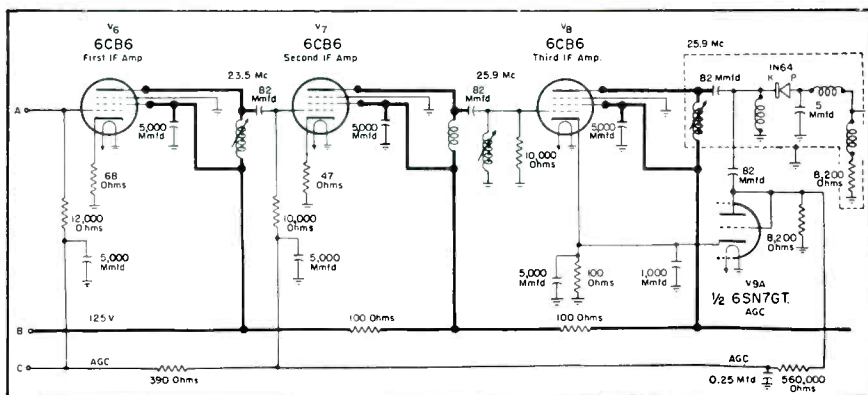 V6
6CB6
First IF Amp
V7
6CB6
Second IF Amp
V8
6CB6
Third IF Amp.
23.5 Mc
82
Mmfd
25.9 Mc
82
Mmfd
25.9 Mc
82 Mmfd
1N64
K
P
5
Mmfd
A
5,000
Mmfd
5,000
Mmfd
5,000
Mmfd
68
Ohms
47
Ohms
10,000
Ohms
82
Mmfd
8,200
Ohms
12,000
Ohms
10,000
Ohms
5,000
Mmfd
5,000
Mmfd
5,000
Mmfd
100
Ohms
1,000
Mmfd
8,200
Ohms
V9A
1/2 6SN7GT.
AGC
B
125 V
100 Ohms
100 Ohms
C
AGC
390 Ohms
AGC
0.25 Mfd
560,000
Ohms